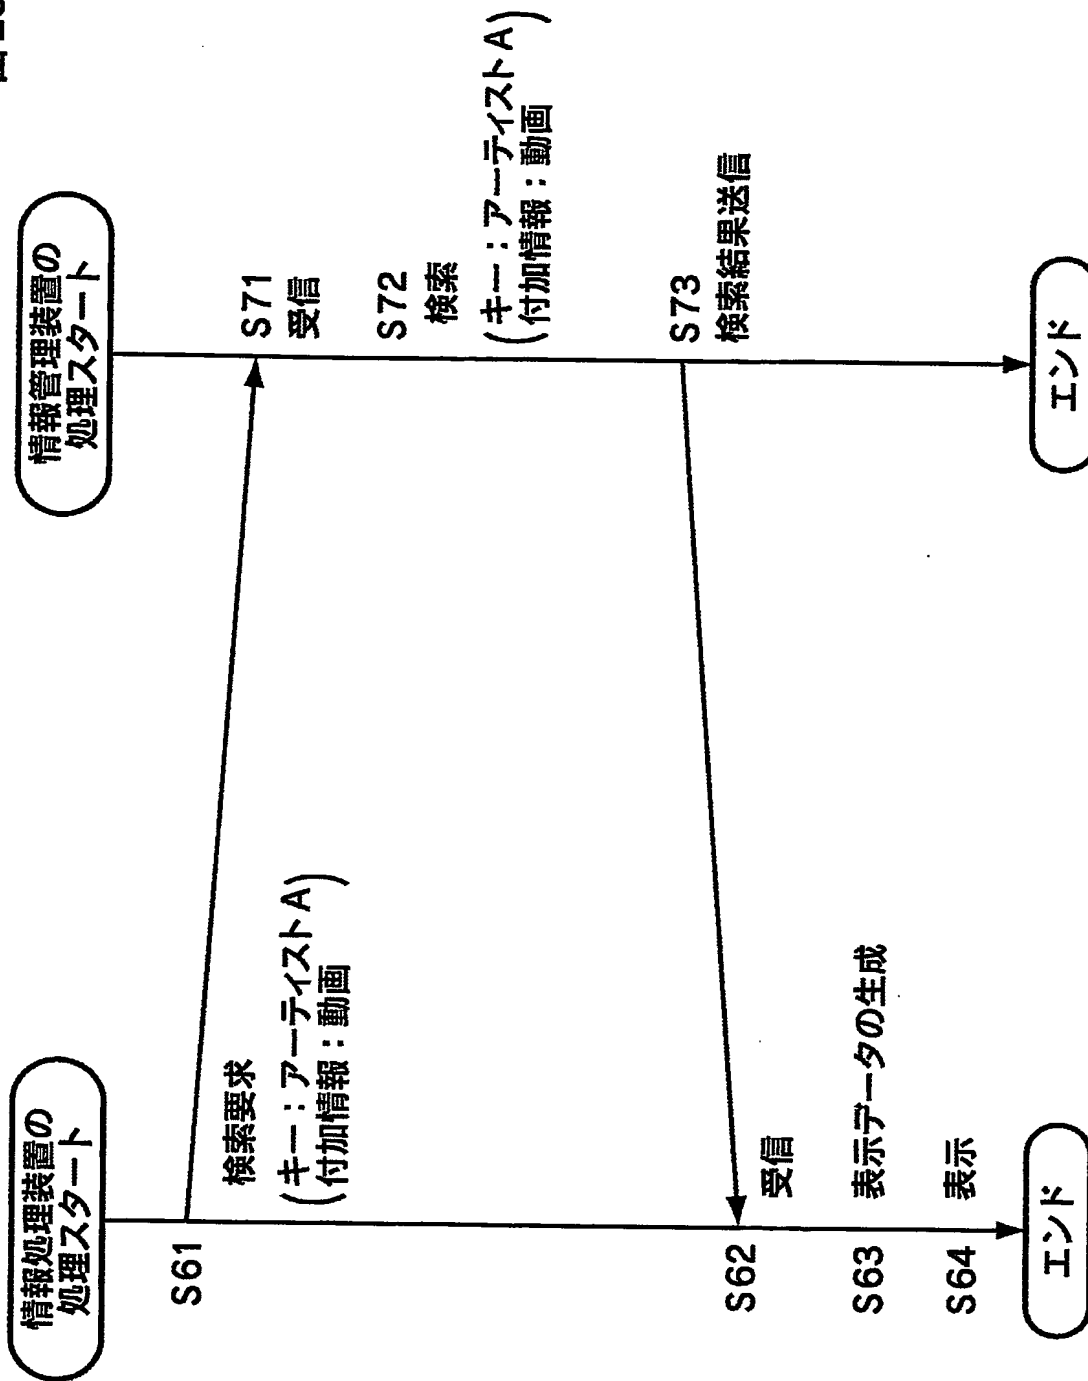 情報処理装置の
処理スタート
S61
検索要求
(キー：アーティストA
付加情報：動画)
S62
受信
S63
表示データの生成
S64
表示
エンド
情報管理装置の
処理スタート
S71
受信
S72
検索
(キー：アーティストA
付加情報：動画)
S73
検索結果送信
エンド